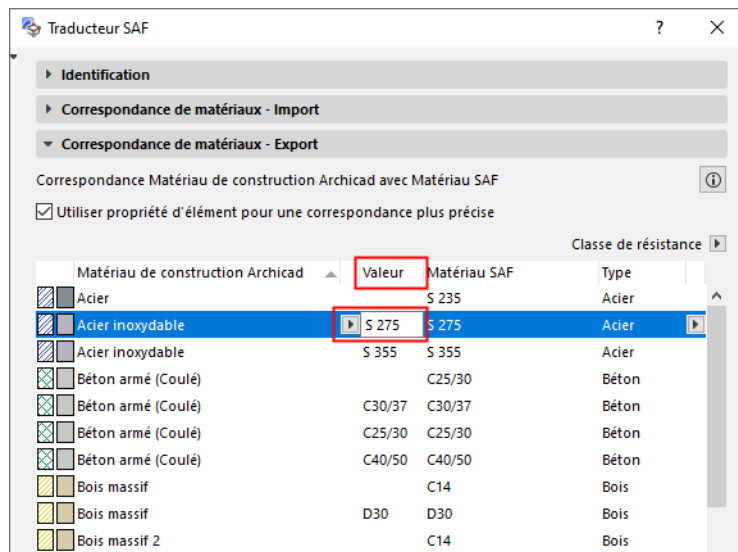 Traducteur SAF ?
Identification
Correspondance de matériaux - Import
Correspondance de matériaux - Export
Correspondance Matériau de construction Archicad avec Matériau SAF
Utiliser propriété d'élément pour une correspondance plus précise
Classe de résistance
Matériau de construction Archicad Valeur Matériau SAF Type
Acier S 235 Acier
Acier inoxydable S 275 S 275 Acier
Acier inoxydable S 355 S 355 Acier
Béton armé (Coulé) C25/30 Béton
Béton armé (Coulé) C30/37 C30/37 Béton
Béton armé (Coulé) C25/30 C25/30 Béton
Béton armé (Coulé) C40/50 C40/50 Béton
Bois massif C14 Bois
Bois massif D30 D30 Bois
Bois massif 2 C14 Bois